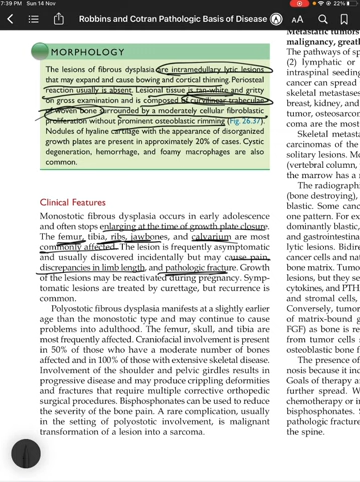 7:39 PM Sun 14 Nov
22%
Robbins and Cotran Pathologic Basis of Disease
AA
MORPHOLOGY
The lesions of fibrous dysplasia are intramedullary lytic lesions
that may expand and cause bowing and cortical thinning. Periosteal
reaction usually is absent. Lesional tissue is tan-white and gritty
on gross examination and is composed of curvilinear trabeculae
of woven bone surrounded by a moderately cellular fibroblastic
proliferation without prominent osteoblastic rimming (Fig. 26.37).
Nodules of hyaline cartilage with the appearance of disorganized
growth plates are present in approximately 20% of cases. Cystic
degeneration, hemorrhage, and foamy macrophages are also
common.
Clinical Features
Monostotic fibrous dysplasia occurs in early adolescence
and often stops enlarging at the time of growth plate closure.
The femur, tibia, ribs, jawbones, and calvarium are most
commonly affected. The lesion is frequently asymptomatic
and usually discovered incidentally but may cause pain,
discrepancies in limb length, and pathologic fracture. Growth
of the lesions may be reactivated during pregnancy. Symp-
tomatic lesions are treated by curettage, but recurrence is
common.
Polyostotic fibrous dysplasia manifests at a slightly earlier
age than the monostotic type and may continue to cause
problems into adulthood. The femur, skull, and tibia are
most frequently affected. Craniofacial involvement is present
in 50% of those who have a moderate number of bones
affected and in 100% of those with extensive skeletal disease.
Involvement of the shoulder and pelvic girdles results in
progressive disease and may produce crippling deformities
and fractures that require multiple corrective orthopedic
surgical procedures. Bisphosphonates can be used to reduce
the severity of the bone pain. A rare complication, usually
in the setting of polyostotic involvement, is malignant
transformation of a lesion into a sarcoma.
Metastatic tumors
malignancy, great
The pathways of sp
(2) lymphatic or
intraspinal seeding
cancer can spread
skeletal metastases
breast, kidney, and
tumor, osteosarcom
coma are the most
Skeletal metasta
carcinomas of the
solitary lesions. Mo
(vertebral column,
the marrow has a r
The radiographi
(bone destroying),
blastic. Some canc
one pattern. For ex
dominantly blastic,
and gastrointestina
lytic lesions. Bidire
cancer cells and nat
bone matrix. Tumo
lesions, but they se
cytokines, and PTH
and stromal cells,
Conversely, tumor
of matrix-bound g
FGF) as bone is re
from tumor cells
osteoblastic bone f
The presence of
nosis because it inc
Goals of therapy a
further spread. W
chemotherapy or i
bisphosphonates.
pathologic fracture
the spine.